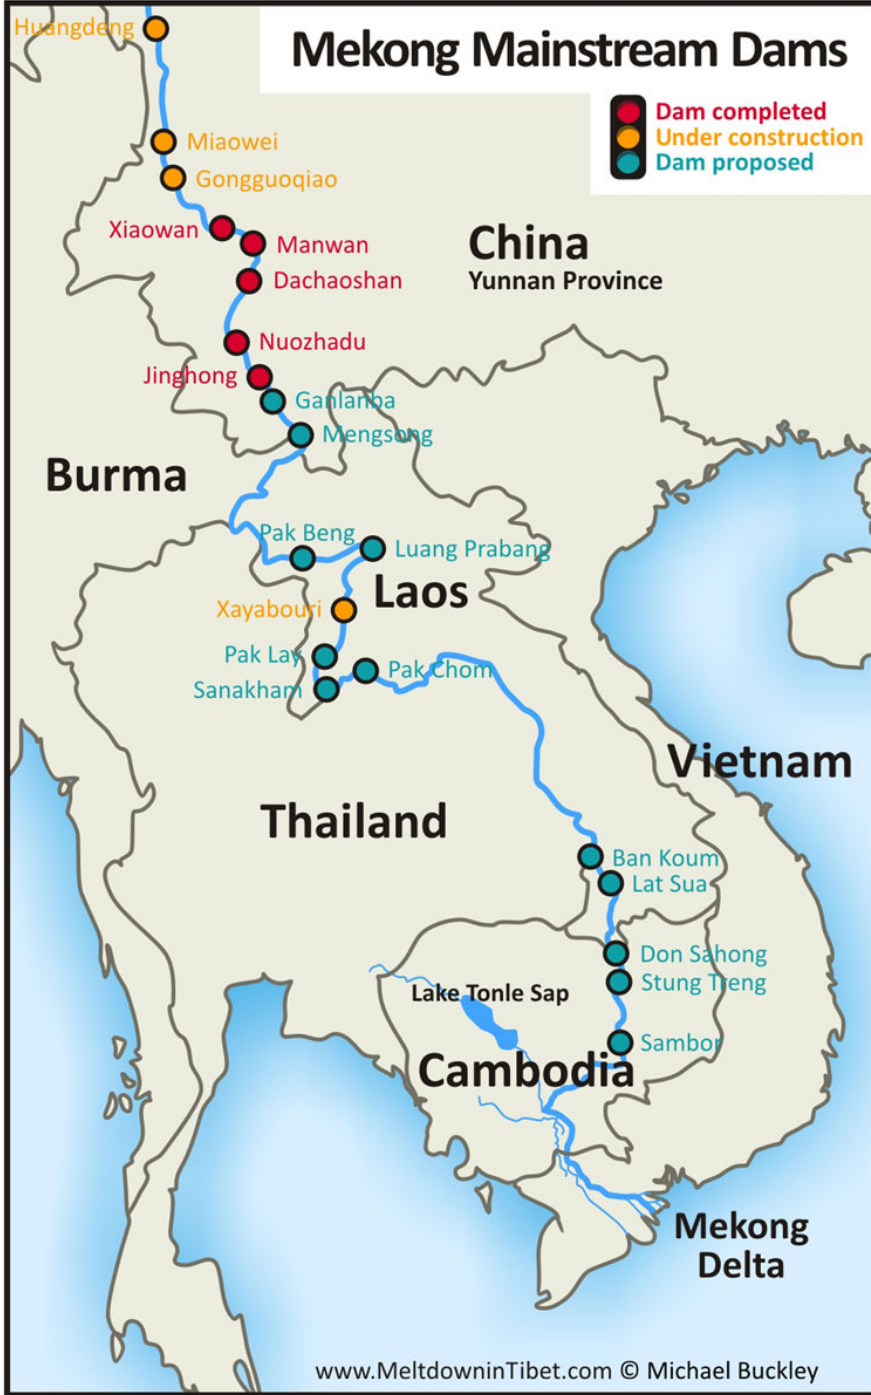 Huangdeng
Mekong Mainstream Dams
Dam completed
Under construction
Dam proposed
Miaowei
Gongguoqiao
Xiaowan
Manwan
China
Yunnan Province
Dachaoshan
Nuozhadu
Jinghong
Ganlanba
Mengsong
Burma
Pak Beng
Luang Prabang
Laos
Xayabouri
Pak Lay
Pak Chom
Sanakham
Vietnam
Thailand
Ban Koum
Lat Sua
Don Sahong
Stung Treng
Lake Tonle Sap
Sambor
Cambodia
Mekong
Delta
www.MeltdowninTibet.com © Michael Buckley